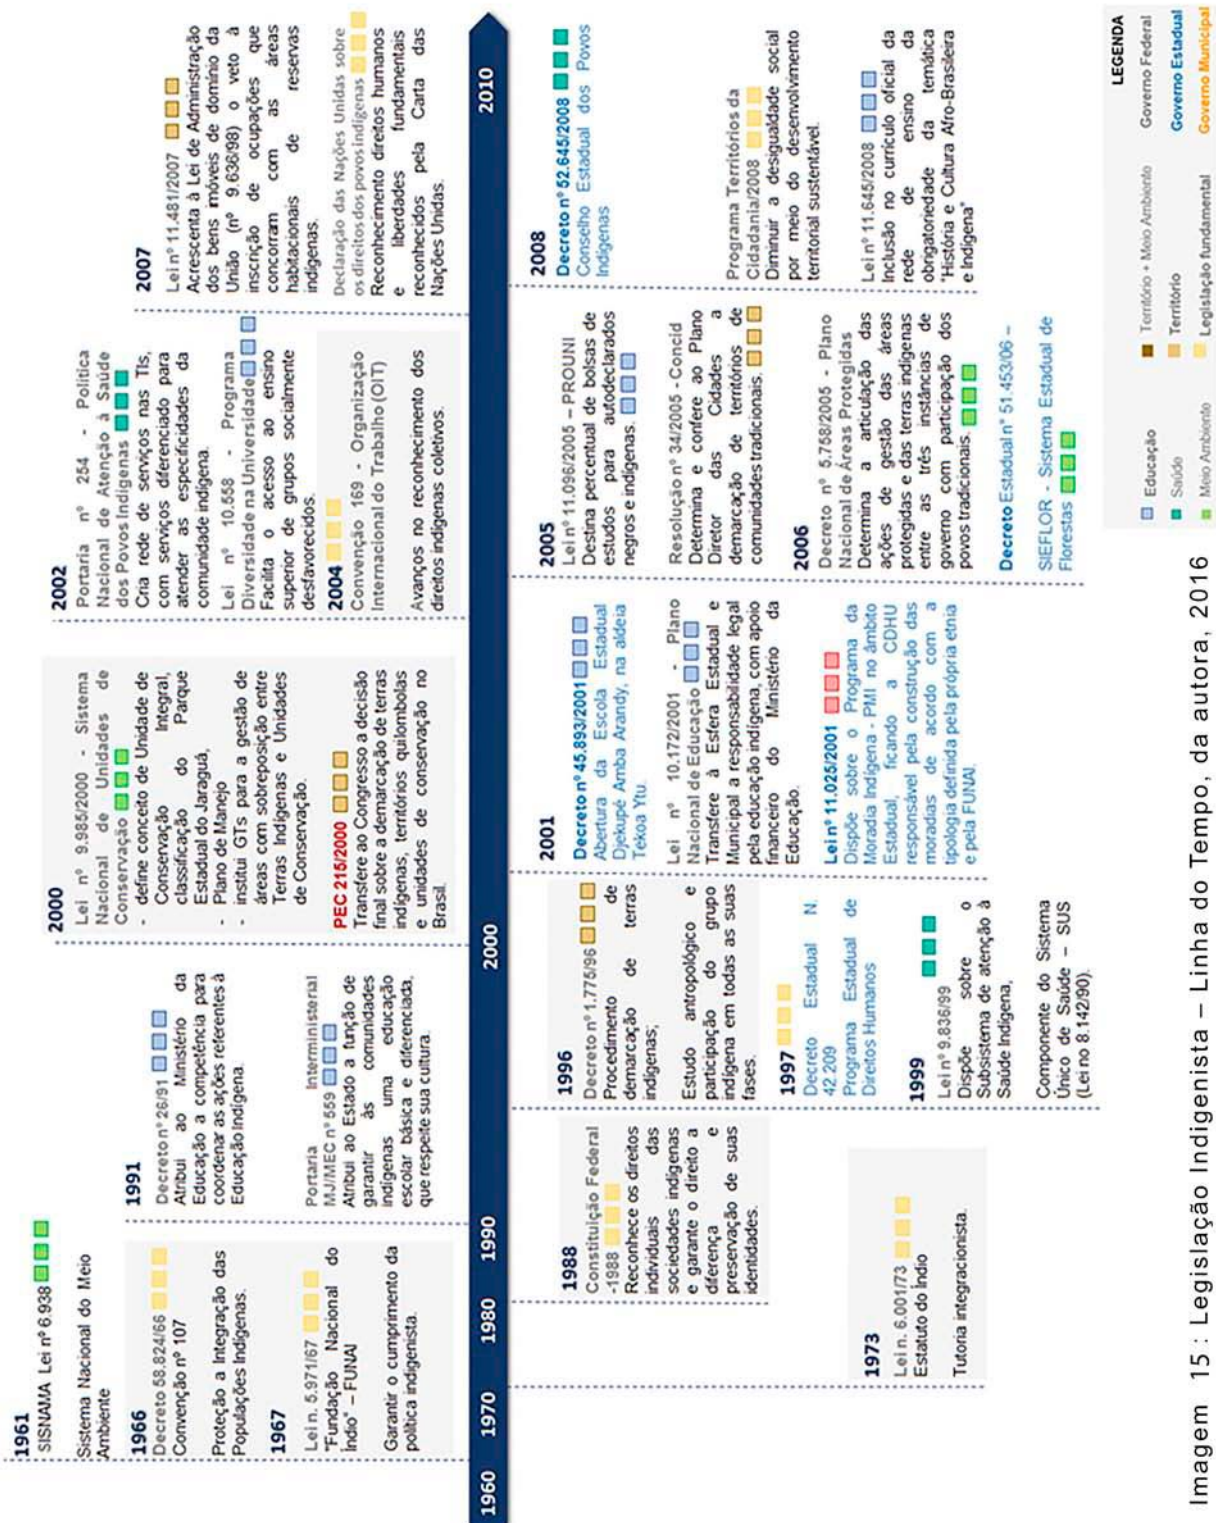 1961
SISNAMA Lei nº 6.938
Sistema Nacional do Meio
Ambiente
1966
Decreto 58.824/66
Convenção nº 107
Proteção a Integração das
Populações Indígenas.
1967
Lei n. 5.971/67
"Fundação Nacional do
Índio" – FUNAI
Garantir o cumprimento da
política indigenista.
1991
Decreto nº 26/91
Atribui ao Ministério da
Educação a competência para
coordenar as ações referentes à
Educação Indígena.
Portaria Interministerial
MJ/MEC nº 559
Atribui ao Estado a função de
garantir às comunidades
indígenas uma educação
escolar básica e diferenciada,
que respeite sua cultura.
2000
Lei nº 9.985/2000 - Sistema
Nacional de Unidades de
Conservação
- define conceito de Unidade de
Conservação Integral,
classificação do Parque
Estadual do Jaraguá,
- Plano de Manejo
- institui GTs para a gestão de
áreas com sobreposição entre
Terras Indígenas e Unidades
de Conservação.
PEC 215/2000
Transfere ao Congresso a decisão
final sobre a demarcação de terras
indígenas, territórios quilombolas
e unidades de conservação no
Brasil.
2002
Portaria nº 254 - Política
Nacional de Atenção à Saúde
dos Povos Indígenas
Cria rede de serviços nas TIs,
com serviços diferenciado para
atender as especificidades da
comunidade indígena.
Lei nº 10.558 - Programa
Diversidade na Universidade
Facilita o acesso ao ensino
superior de grupos socialmente
desfavorecidos.
2004
Convenção 169 - Organização
Internacional do Trabalho (OIT)
Avanços no reconhecimento dos
direitos indígenas coletivos.
2007
Lei nº 11.481/2007
Acrescenta à Lei de Administração
dos bens imóveis de domínio da
União (nº 9.636/98) o veto à
inscrição de ocupações que
concorram com as áreas
habitacionais de reservas
indígenas.
Declaração das Nações Unidas sobre
os direitos dos povos indígenas
Reconhecimento direitos humanos
e liberdades fundamentais
reconhecidos pela Carta das
Nações Unidas.
1960 1970 1980 1990 2000 2010
1973
Lei n. 6.001/73
Estatuto do Índio
Tutoria integracionista.
1988
Constituição Federal
-1988
Reconhece os direitos
individuais das
sociedades indígenas
e garante o direito a
diferença e
preservação de suas
identidades.
1996
Decreto nº 1.775/96
Procedimento de
demarcação de terras
indígenas;
Estudo antropológico e
participação do grupo
indígena em todas as suas
fases.
1997
Decreto Estadual N.
42.209
Programa Estadual de
Direitos Humanos
1999
Lei nº 9.836/99
Dispõe sobre o
Subsistema de atenção à
Saúde Indígena,
Componente do Sistema
Único de Saúde – SUS
(Lei no 8.142/90).
2001
Decreto nº 45.893/2001
Abertura da Escola Estadual
Djekupé Amba Arandy, na aldeia
Tekoa Ytu.
Lei nº 10.172/2001 - Plano
Nacional de Educação
Transfere à Esfera Estadual e
Municipal a responsabilidade legal
pela educação indígena, com apoio
financeiro do Ministério da
Educação.
Lei nº 11.025/2001
Dispõe sobre o Programa da
Moradia Indígena - PMI no âmbito
Estadual, ficando a CDHU
responsável pela construção das
moradias de acordo com a
tipologia definida pela própria etnia
e pela FUNAI.
2005
Lei nº 11.096/2005 – PROUNI
Destina percentual de bolsas de
estudos para autodeclarados
negros e indígenas.
Resolução nº 34/2005 - Concid
Determina e confere ao Plano
Diretor das Cidades a
demarcação de territórios de
comunidades tradicionais.
2006
Decreto nº 5.758/2005 - Plano
Nacional de Áreas Protegidas
Determina a articulação das
ações de gestão das áreas
protegidas e das terras indígenas
entre as três instâncias de
governo com participação dos
povos tradicionais.
Decreto Estadual nº 51.453/06 –
SIEFLOR - Sistema Estadual de
Florestas
2008
Decreto nº 52.645/2008
Conselho Estadual dos Povos
Indígenas
Programa Territórios da
Cidadania/2008
Diminuir a desigualdade social
por meio do desenvolvimento
territorial sustentável.
Lei nº 11.645/2008
Inclusão no currículo oficial da
rede de ensino da
obrigatoriedade da temática
"História e Cultura Afro-Brasileira
e Indígena"
LEGENDA
Educação
Território + Meio Ambiente
Governo Federal
Saúde
Território
Governo Estadual
Meio Ambiente
Legislação fundamental
Governo Municipal
Imagem 15 : Legislação Indigenista – Linha do Tempo, da autora, 2016